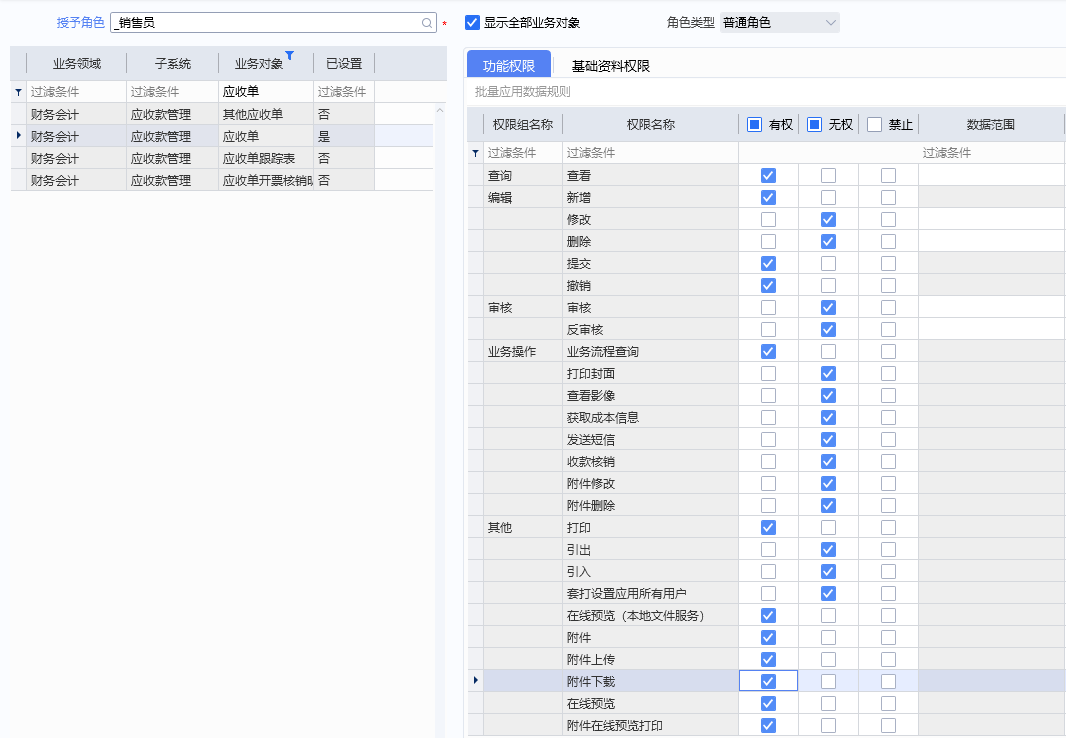 授予角色 _销售员 * 显示全部业务对象 角色类型 普通角色
功能权限 基础资料权限
批量应用数据规则
业务领域 子系统 业务对象 已设置
过滤条件 过滤条件 应收单 过滤条件
财务会计 应收款管理 其他应收单 否
财务会计 应收款管理 应收单 是
财务会计 应收款管理 应收单跟踪表 否
财务会计 应收款管理 应收单开票核销 否
权限组名称 权限名称 有权 无权 禁止 数据范围
过滤条件 过滤条件 过滤条件
查询 查看
编辑 新增
修改
删除
提交
撤销
审核 审核
反审核
业务操作 业务流程查询
打印封面
查看影像
获取成本信息
发送短信
收款核销
附件修改
附件删除
其他 打印
引出
引入
套打设置应用所有用户
在线预览（本地文件服务）
附件
附件上传
附件下载
在线预览
附件在线预览打印